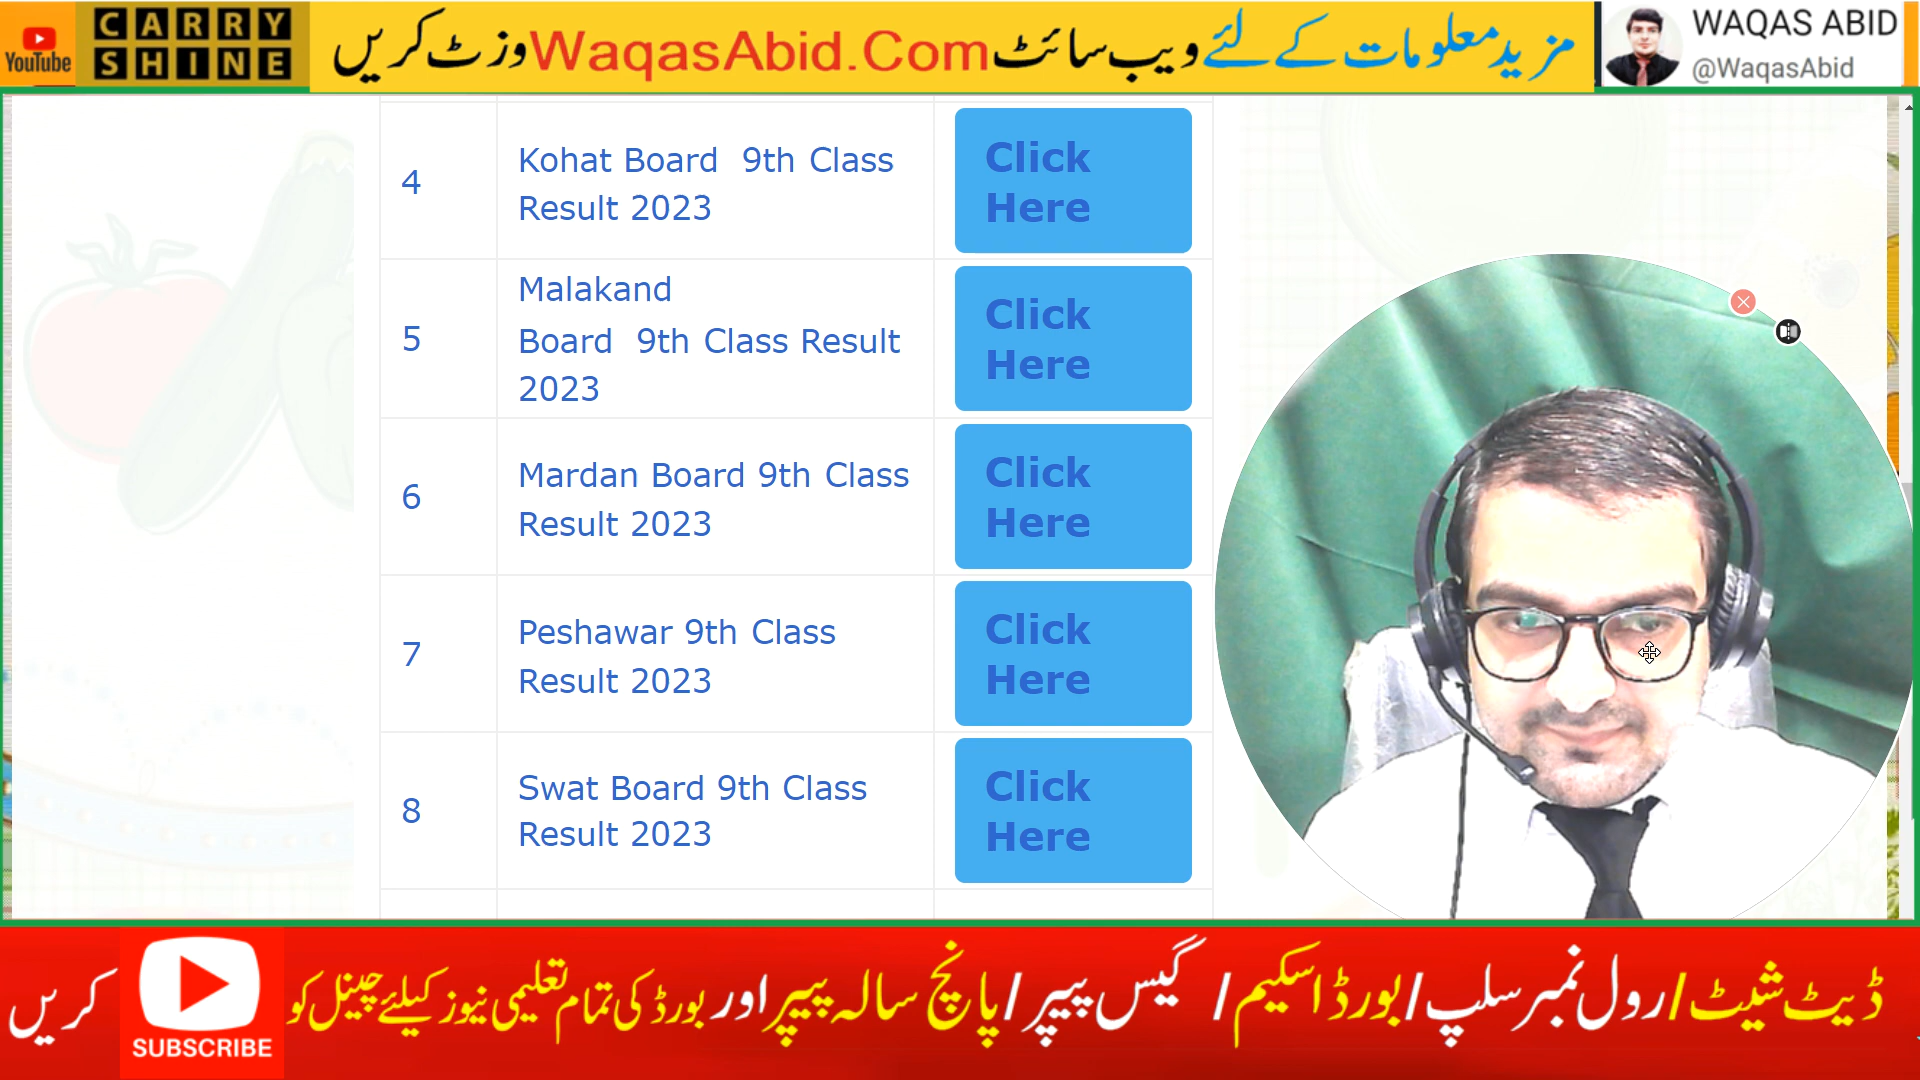 YouTube
CARRY
SHINE
مزید معلومات کے لئے ویب سائٹ WaqasAbid.Com وزٹ کریں
WAQAS ABID
@WaqasAbid
4
Kohat Board 9th Class
Result 2023
Click
Here
5
Malakand
Board 9th Class Result
2023
Click
Here
6
Mardan Board 9th Class
Result 2023
Click
Here
7
Peshawar 9th Class
Result 2023
Click
Here
8
Swat Board 9th Class
Result 2023
Click
Here
ڈیٹ شیٹ/رول نمبر سلپ/بورڈ اسکیم/ گیس پیپر/پانچ سالہ پیپر اور بورڈ کی تمام تعلیمی نیوز کیلئے چینل کو SUBSCRIBE کریں